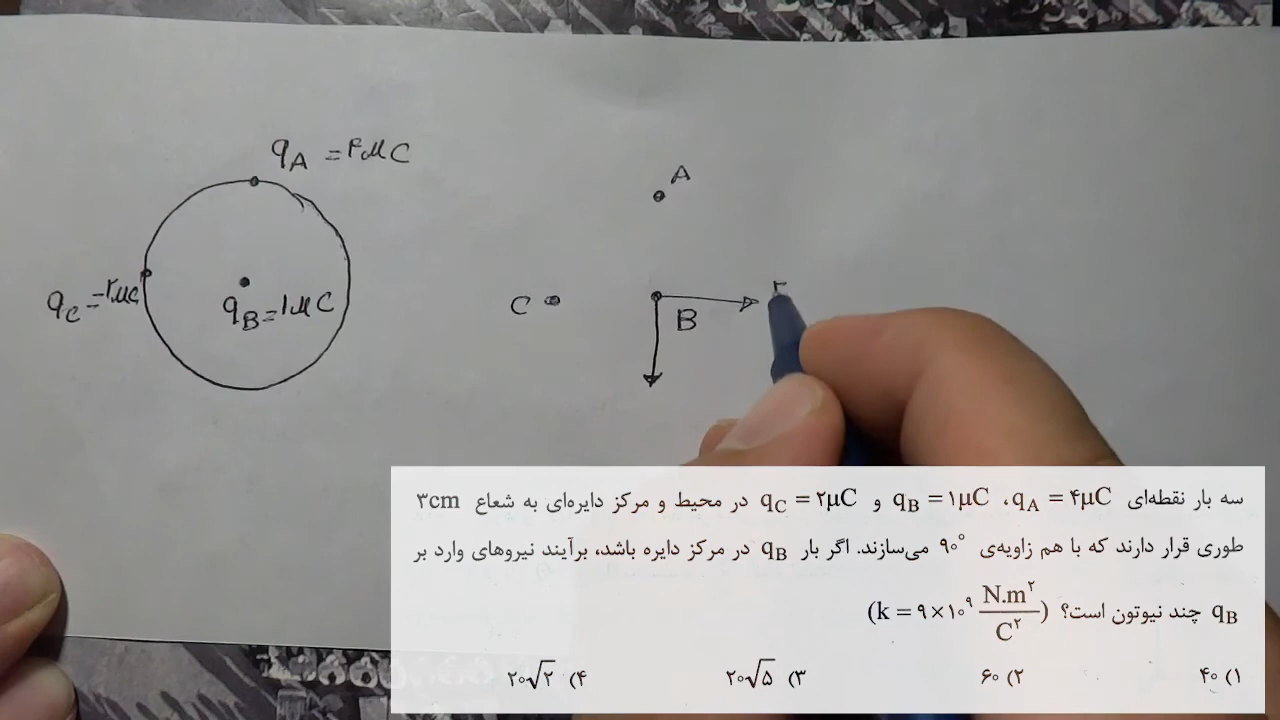 qA = ۴μC
qC = ۲μC
qB = ۱μC
A
C
B
سه بار نقطه‌ای qA = ۴μC، qB = ۱μC و qC = ۲μC در محیط و مرکز دایره‌ای به شعاع ۳cm
طوری قرار دارند که با هم زاویه‌ی ۹۰° می‌سازند. اگر بار qB در مرکز دایره باشد، برآیند نیروهای وارد بر
qB چند نیوتون است؟ (k = ۹×۱۰⁹ N.m²/C²)
۱) ۴۰ ۲) ۶۰ ۳) ۲۰√۵ ۴) ۲۰√۲